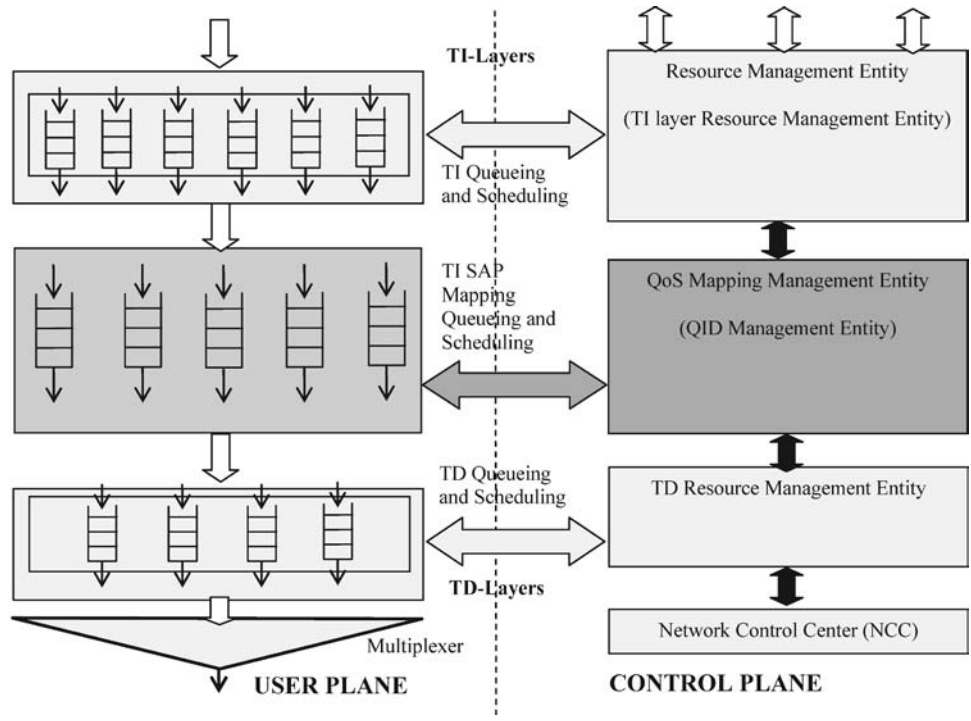 TI-Layers
TI Queueing
and Scheduling
TI SAP
Mapping
Queueing and
Scheduling
TD Queueing
and Scheduling
TD-Layers
Multiplexer
USER PLANE
Resource Management Entity
(TI layer Resource Management Entity)
QoS Mapping Management Entity
(QID Management Entity)
TD Resource Management Entity
Network Control Center (NCC)
CONTROL PLANE